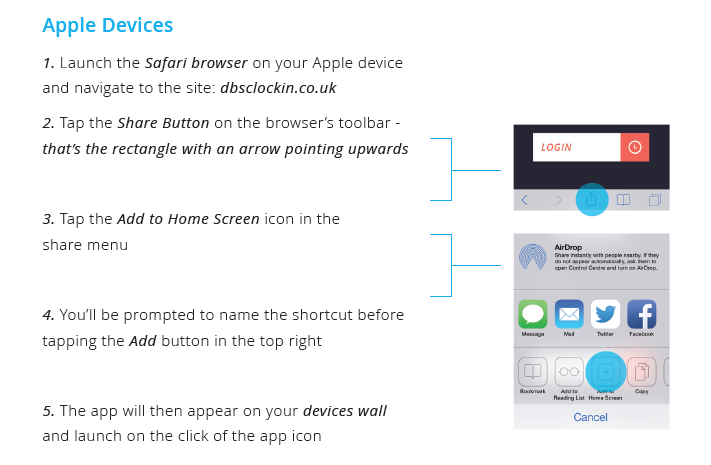 Apple Devices
1. Launch the Safari browser on your Apple device
and navigate to the site: dbsclockin.co.uk
2. Tap the Share Button on the browser's toolbar -
that's the rectangle with an arrow pointing upwards
LOGIN
3. Tap the Add to Home Screen icon in the
share menu
AirDrop
Share instantly with people nearby. If they
do not appear automatically, ask them to
open Control Centre and turn on AirDrop.
4. You'll be prompted to name the shortcut before
tapping the Add button in the top right
Message Mail Twitter Facebook
Bookmark Add to Reading List Add to Home Screen Copy
Cancel
5. The app will then appear on your devices wall
and launch on the click of the app icon